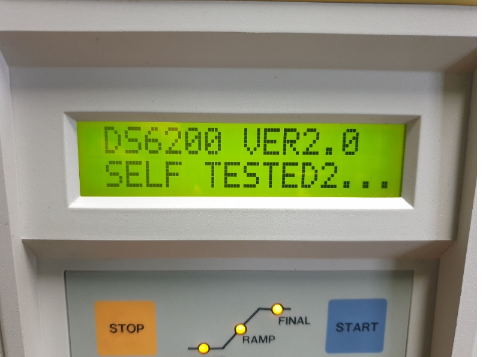 DS6200 VER2.0
SELF TESTED2...
STOP
FINAL
RAMP
START